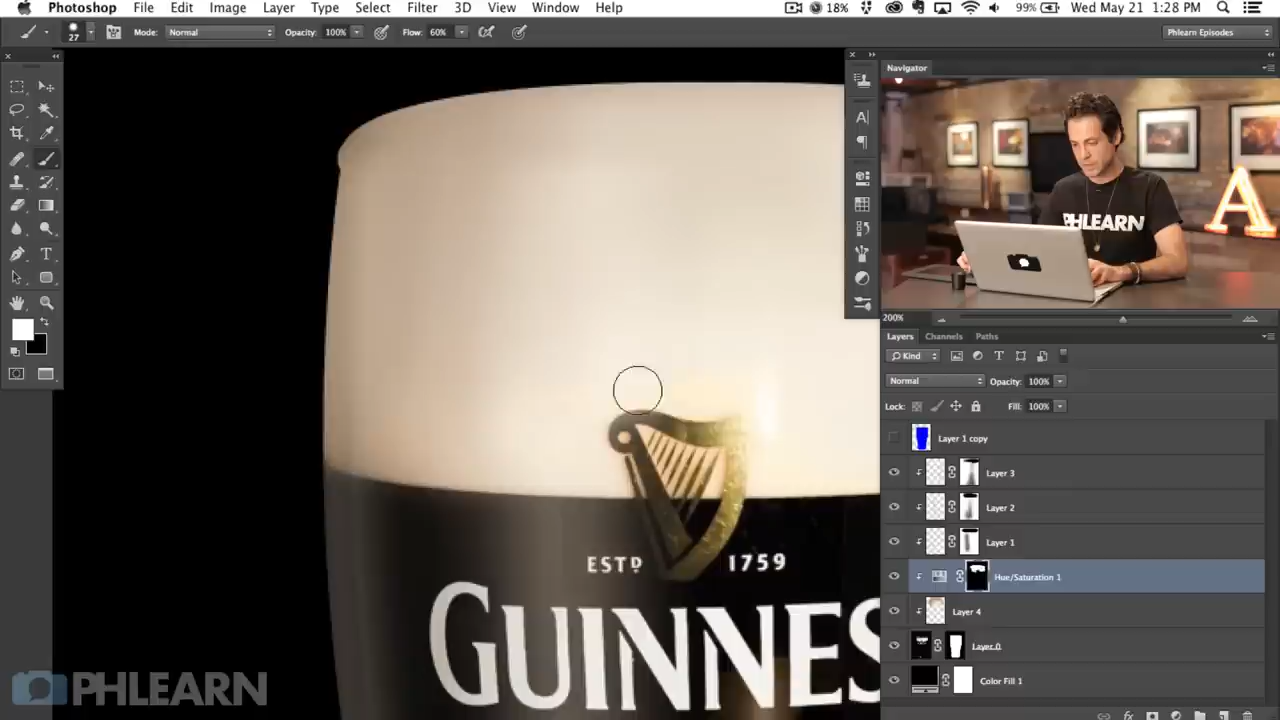 Photoshop File Edit Image Layer Type Select Filter 3D View Window Help 18% 99% Wed May 21 1:28 PM
27 Mode: Normal Opacity: 100% Flow: 60% Phlearn Episodes
Navigator
PHLEARN
A
200%
Layers Channels Paths
Kind
Normal Opacity: 100%
Lock: Fill: 100%
Layer 1 copy
Layer 3
Layer 2
Layer 1
Hue/Saturation 1
Layer 4
Layer 0
Color Fill 1
ESTD 1759
GUINNES
PHLEARN